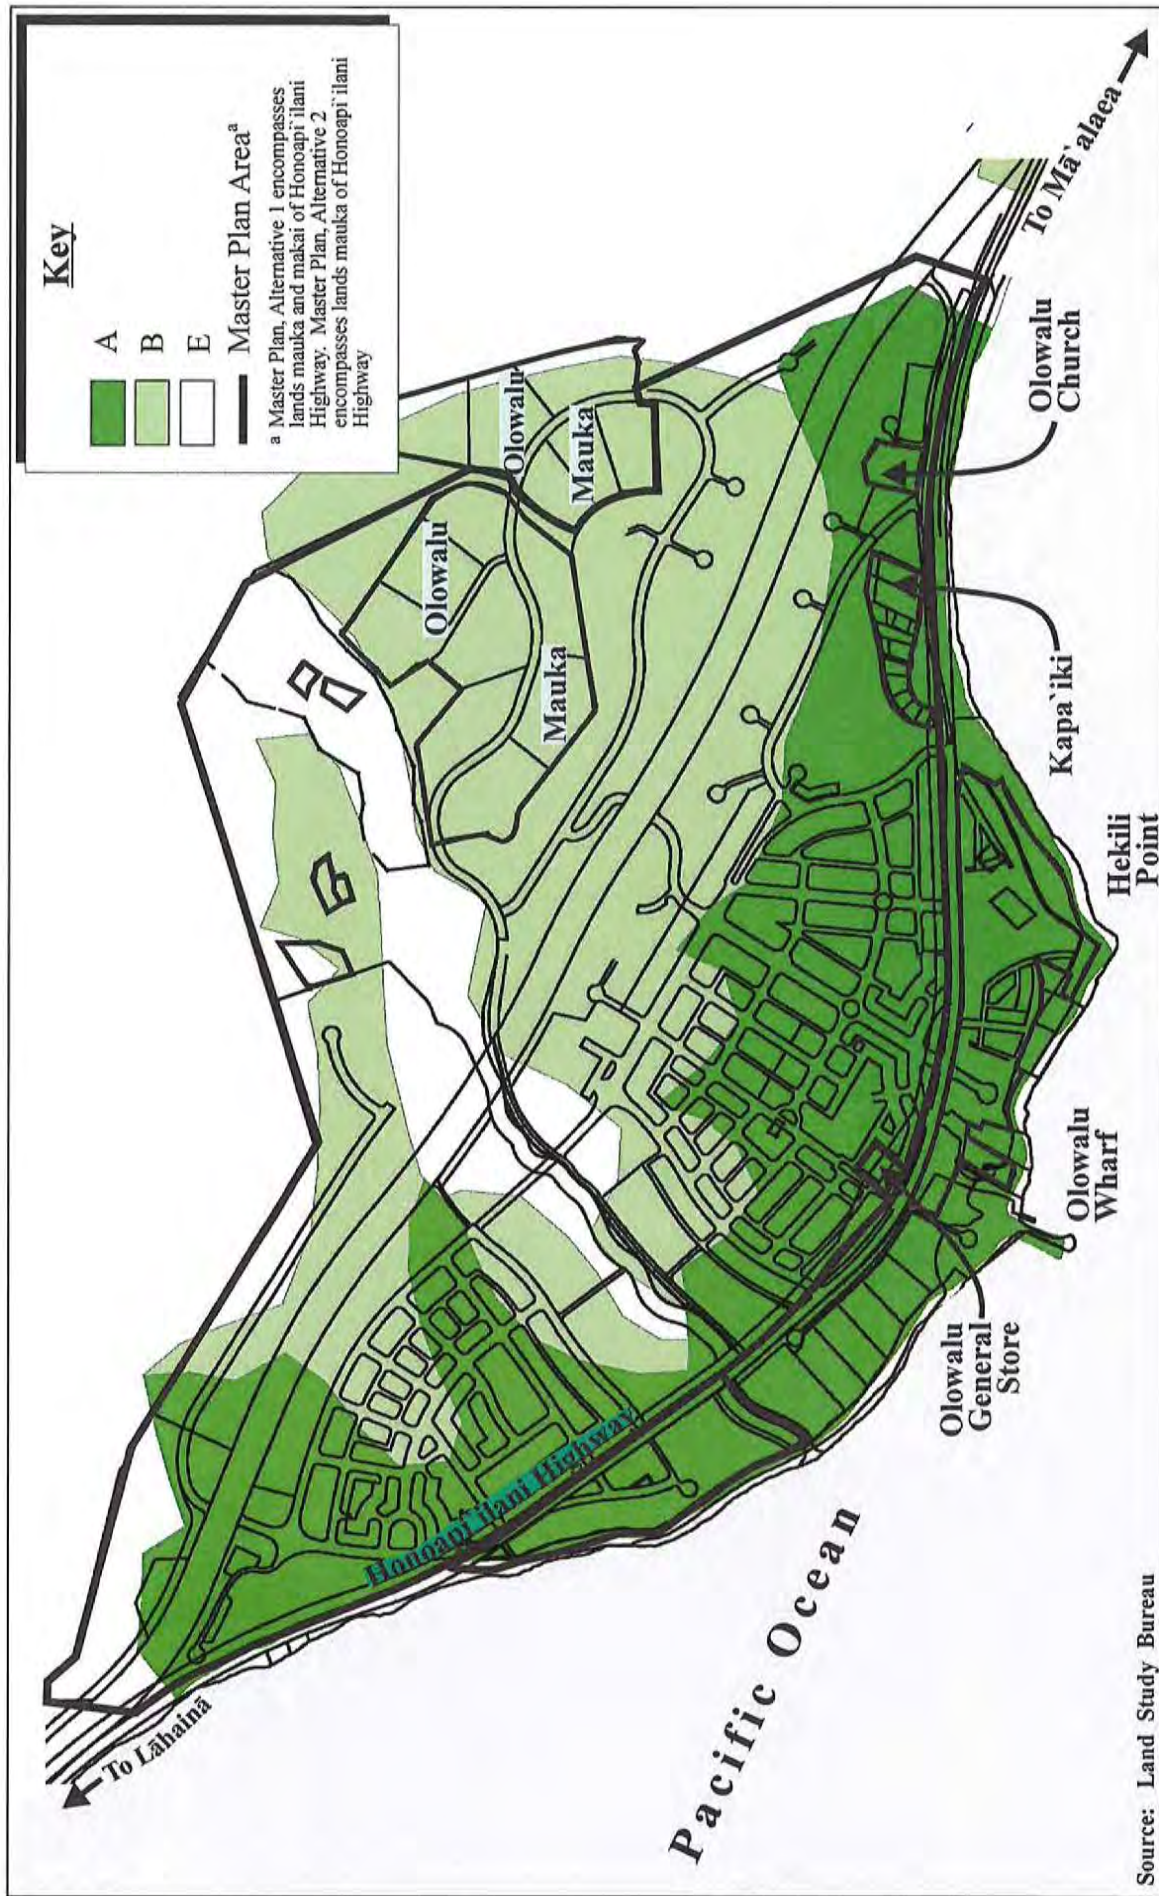 Key
A
B
E
Master Plan Areaª
ª Master Plan, Alternative 1 encompasses
lands mauka and makai of Honoapi`ilani
Highway. Master Plan, Alternative 2
encompasses lands mauka of Honoapi`ilani
Highway
Olowalu
Mauka
Olowalu
Mauka
Honoapi`ilani Highway
To Lāhainā
To Mā`alaea
Olowalu
Church
Kapa`iki
Hekili
Point
Olowalu
Wharf
Olowalu
General
Store
Pacific Ocean
Source: Land Study Bureau